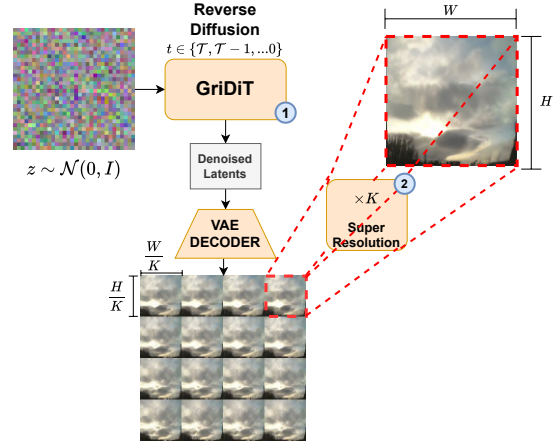 Reverse
Diffusion
t ∈ {𝒯, 𝒯 − 1, ...0}
GriDiT
1
z ∼ 𝒩(0, I)
Denoised
Latents
VAE
DECODER
W/K
H/K
W
H
2
×K
Super
Resolution